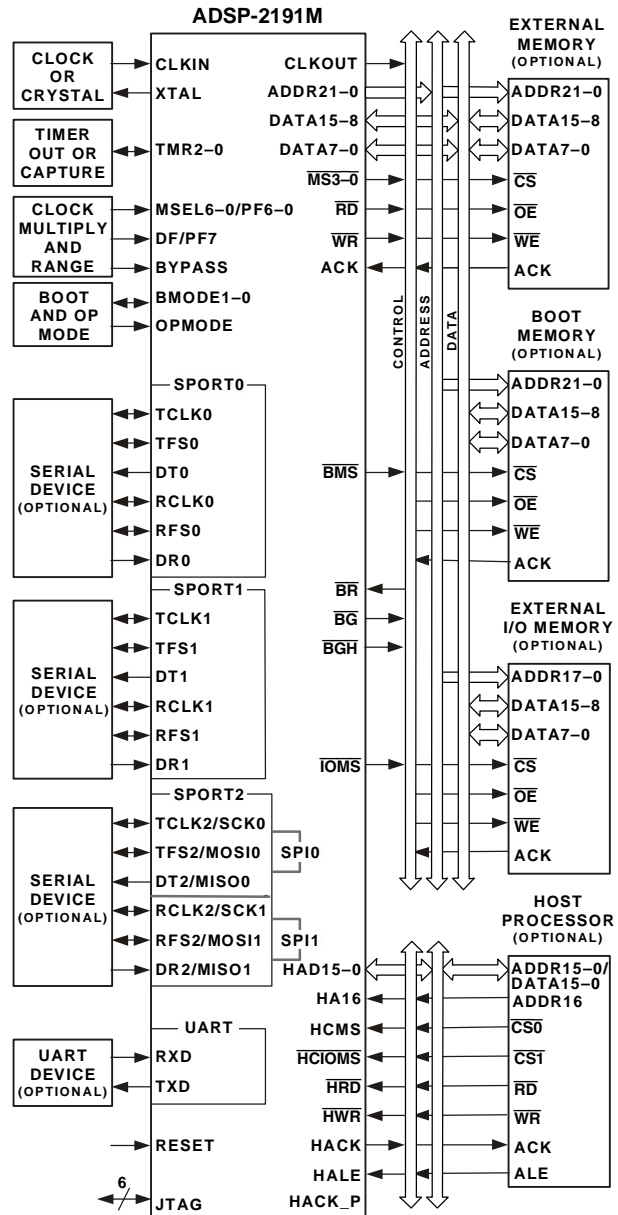 ADSP-2191M
CLOCK
OR
CRYSTAL
CLKIN
XTAL
TIMER
OUT OR
CAPTURE
TMR2–0
CLOCK
MULTIPLY
AND
RANGE
MSEL6–0/PF6–0
DF/PF7
BYPASS
BOOT
AND OP
MODE
BMODE1–0
OPMODE
SERIAL
DEVICE
(OPTIONAL)
SPORT0
TCLK0
TFS0
DT0
RCLK0
RFS0
DR0
SERIAL
DEVICE
(OPTIONAL)
SPORT1
TCLK1
TFS1
DT1
RCLK1
RFS1
DR1
SERIAL
DEVICE
(OPTIONAL)
SPORT2
TCLK2/SCK0
TFS2/MOSI0
DT2/MISO0
SPI0
RCLK2/SCK1
RFS2/MOSI1
DR2/MISO1
SPI1
UART
DEVICE
(OPTIONAL)
UART
RXD
TXD
RESET
6
JTAG
CLKOUT
ADDR21–0
DATA15–8
DATA7–0
MS3–0
RD
WR
ACK
BMS
BR
BG
BGH
IOMS
HAD15–0
HA16
HCMS
HCIOMS
HRD
HWR
HACK
HALE
HACK_P
CONTROL
ADDRESS
DATA
EXTERNAL
MEMORY
(OPTIONAL)
ADDR21–0
DATA15–8
DATA7–0
CS
OE
WE
ACK
BOOT
MEMORY
(OPTIONAL)
ADDR21–0
DATA15–8
DATA7–0
CS
OE
WE
ACK
EXTERNAL
I/O MEMORY
(OPTIONAL)
ADDR17–0
DATA15–8
DATA7–0
CS
OE
WE
ACK
HOST
PROCESSOR
(OPTIONAL)
ADDR15–0/
DATA15–0
ADDR16
CS0
CS1
RD
WR
ACK
ALE